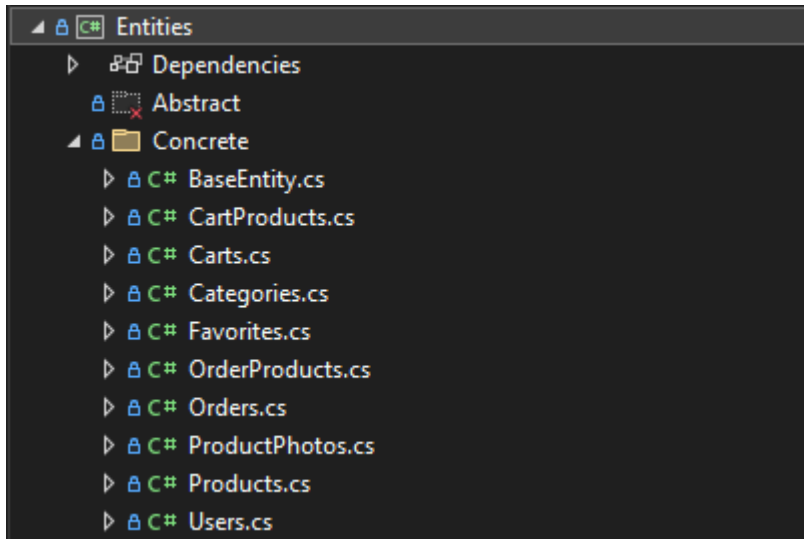 C# Entities
Dependencies
Abstract
Concrete
C# BaseEntity.cs
C# CartProducts.cs
C# Carts.cs
C# Categories.cs
C# Favorites.cs
C# OrderProducts.cs
C# Orders.cs
C# ProductPhotos.cs
C# Products.cs
C# Users.cs